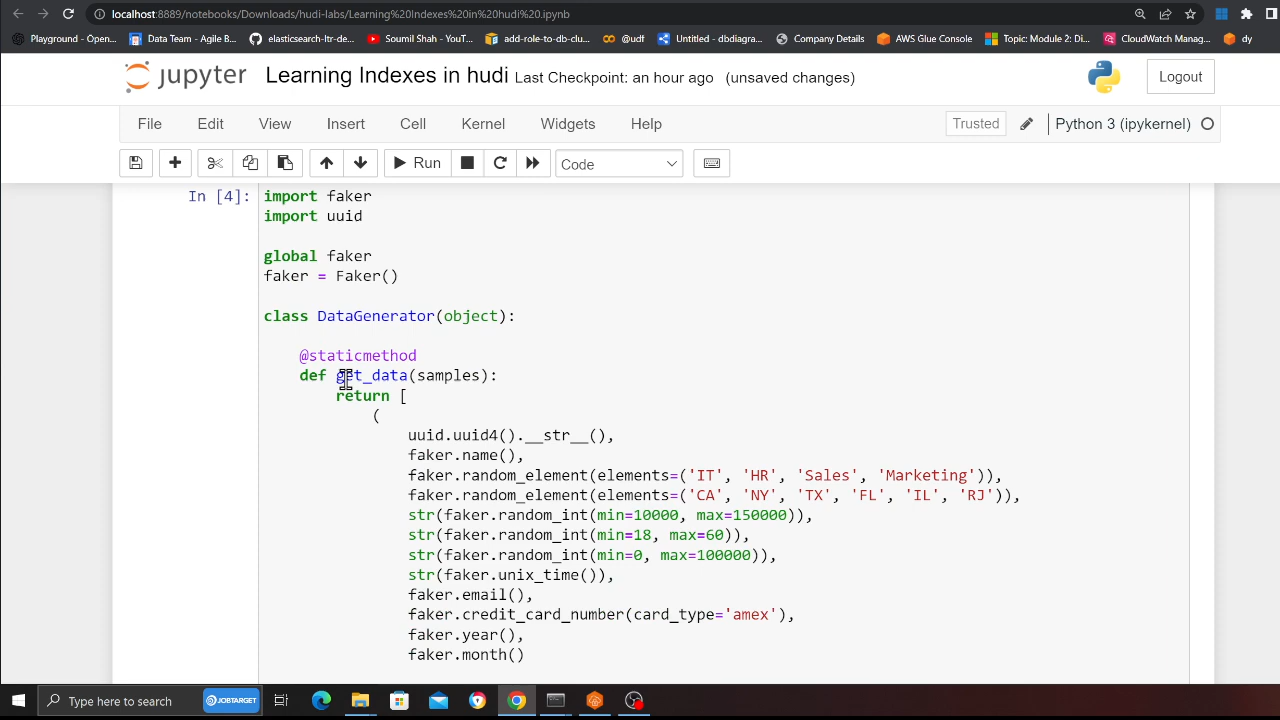 localhost:8889/notebooks/Downloads/hudi-labs/Learning%20Indexes%20in%20hudi%20.ipynb
Playground - Open... Data Team - Agile B... elasticsearch-ltr-de... Soumil Shah - YouT... add-role-to-db-clu... @udf Untitled - dbdiagra... Company Details AWS Glue Console Topic: Module 2: Di... CloudWatch Manag... dy
jupyter Learning Indexes in hudi Last Checkpoint: an hour ago (unsaved changes) Logout
File Edit View Insert Cell Kernel Widgets Help Trusted Python 3 (ipykernel)
Run Code
In [4]: import faker
import uuid
global faker
faker = Faker()
class DataGenerator(object):
@staticmethod
def get_data(samples):
return [
(
uuid.uuid4().__str__(),
faker.name(),
faker.random_element(elements=('IT', 'HR', 'Sales', 'Marketing')),
faker.random_element(elements=('CA', 'NY', 'TX', 'FL', 'IL', 'RJ')),
str(faker.random_int(min=10000, max=150000)),
str(faker.random_int(min=18, max=60)),
str(faker.random_int(min=0, max=100000)),
str(faker.unix_time()),
faker.email(),
faker.credit_card_number(card_type='amex'),
faker.year(),
faker.month()
Type here to search JOBTARGET